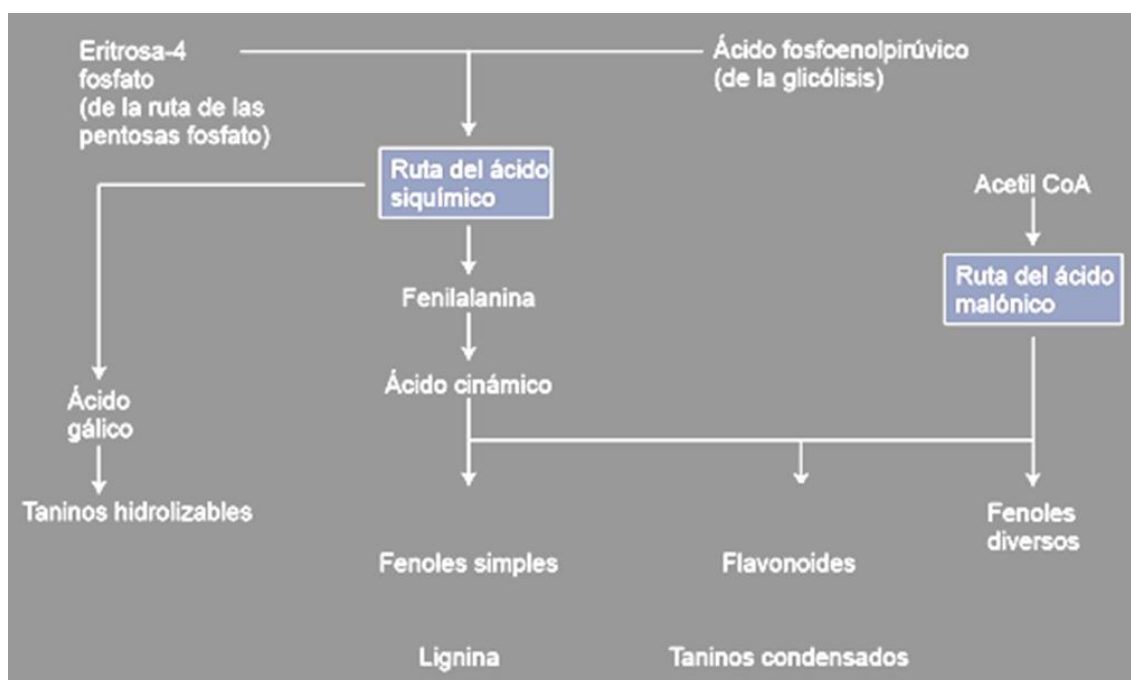 Eritrosa-4
fosfato
(de la ruta de las
pentosas fosfato)
Ácido fosfoenolpirúvico
(de la glicólisis)
Ruta del ácido
siquímico
Acetil CoA
Ruta del ácido
malónico
Fenilalanina
Ácido cinámico
Ácido
gálico
Taninos hidrolizables
Fenoles
diversos
Fenoles simples
Flavonoides
Lignina
Taninos condensados